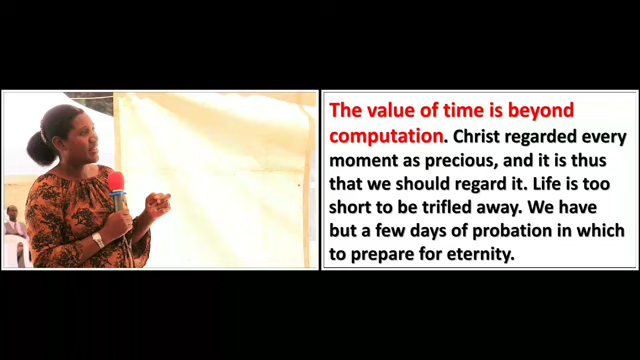 The value of time is beyond
computation. Christ regarded every
moment as precious, and it is thus
that we should regard it. Life is too
short to be trifled away. We have
but a few days of probation in which
to prepare for eternity.